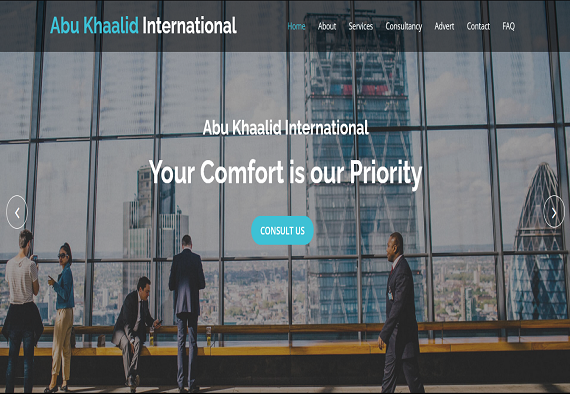 Abu Khaalid International
Home About Services Consultancy Advert Contact FAQ
Abu Khaalid International
Your Comfort is our Priority
CONSULT US